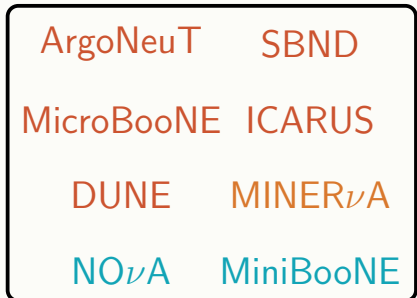 ArgoNeuT SBND
MicroBooNE ICARUS
DUNE MINERνA
NOνA MiniBooNE